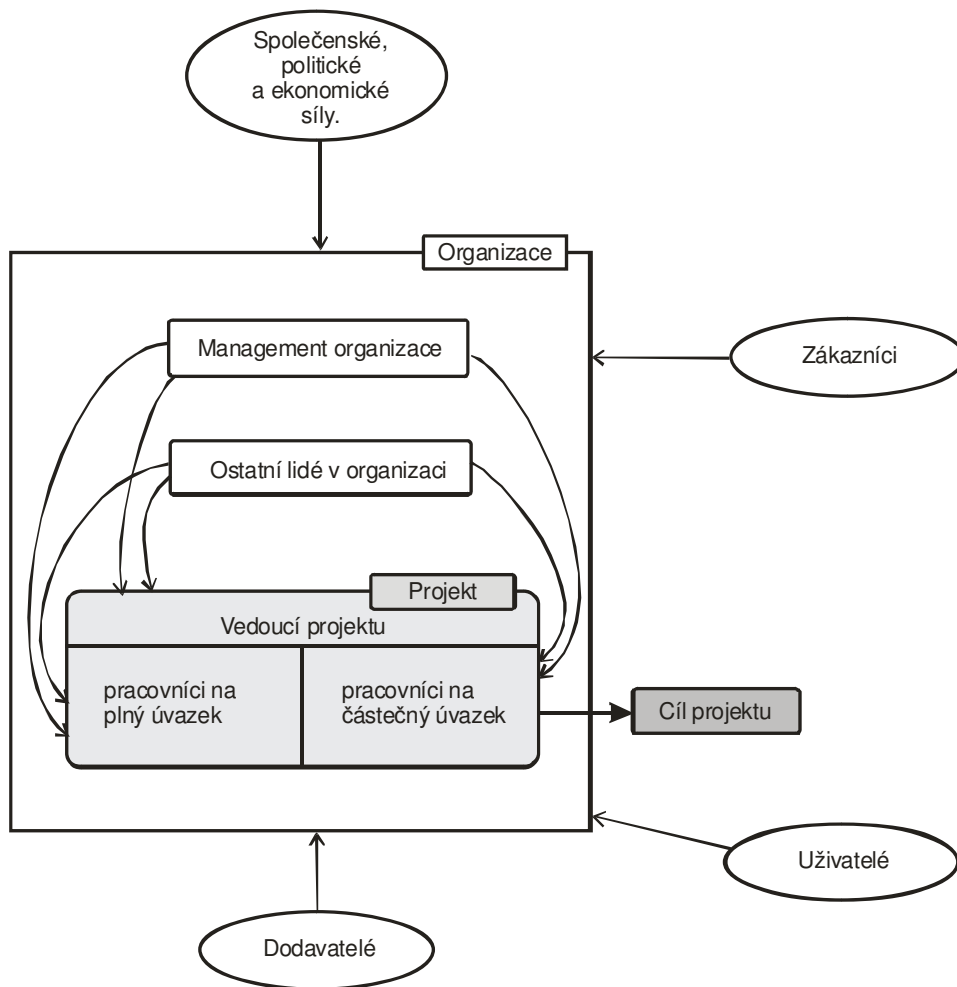 Společenské,
politické
a ekonomické
síly.
Organizace
Management organizace
Zákazníci
Ostatní lidé v organizaci
Projekt
Vedoucí projektu
pracovníci na
plný úvazek
pracovníci na
částečný úvazek
Cíl projektu
Uživatelé
Dodavatelé